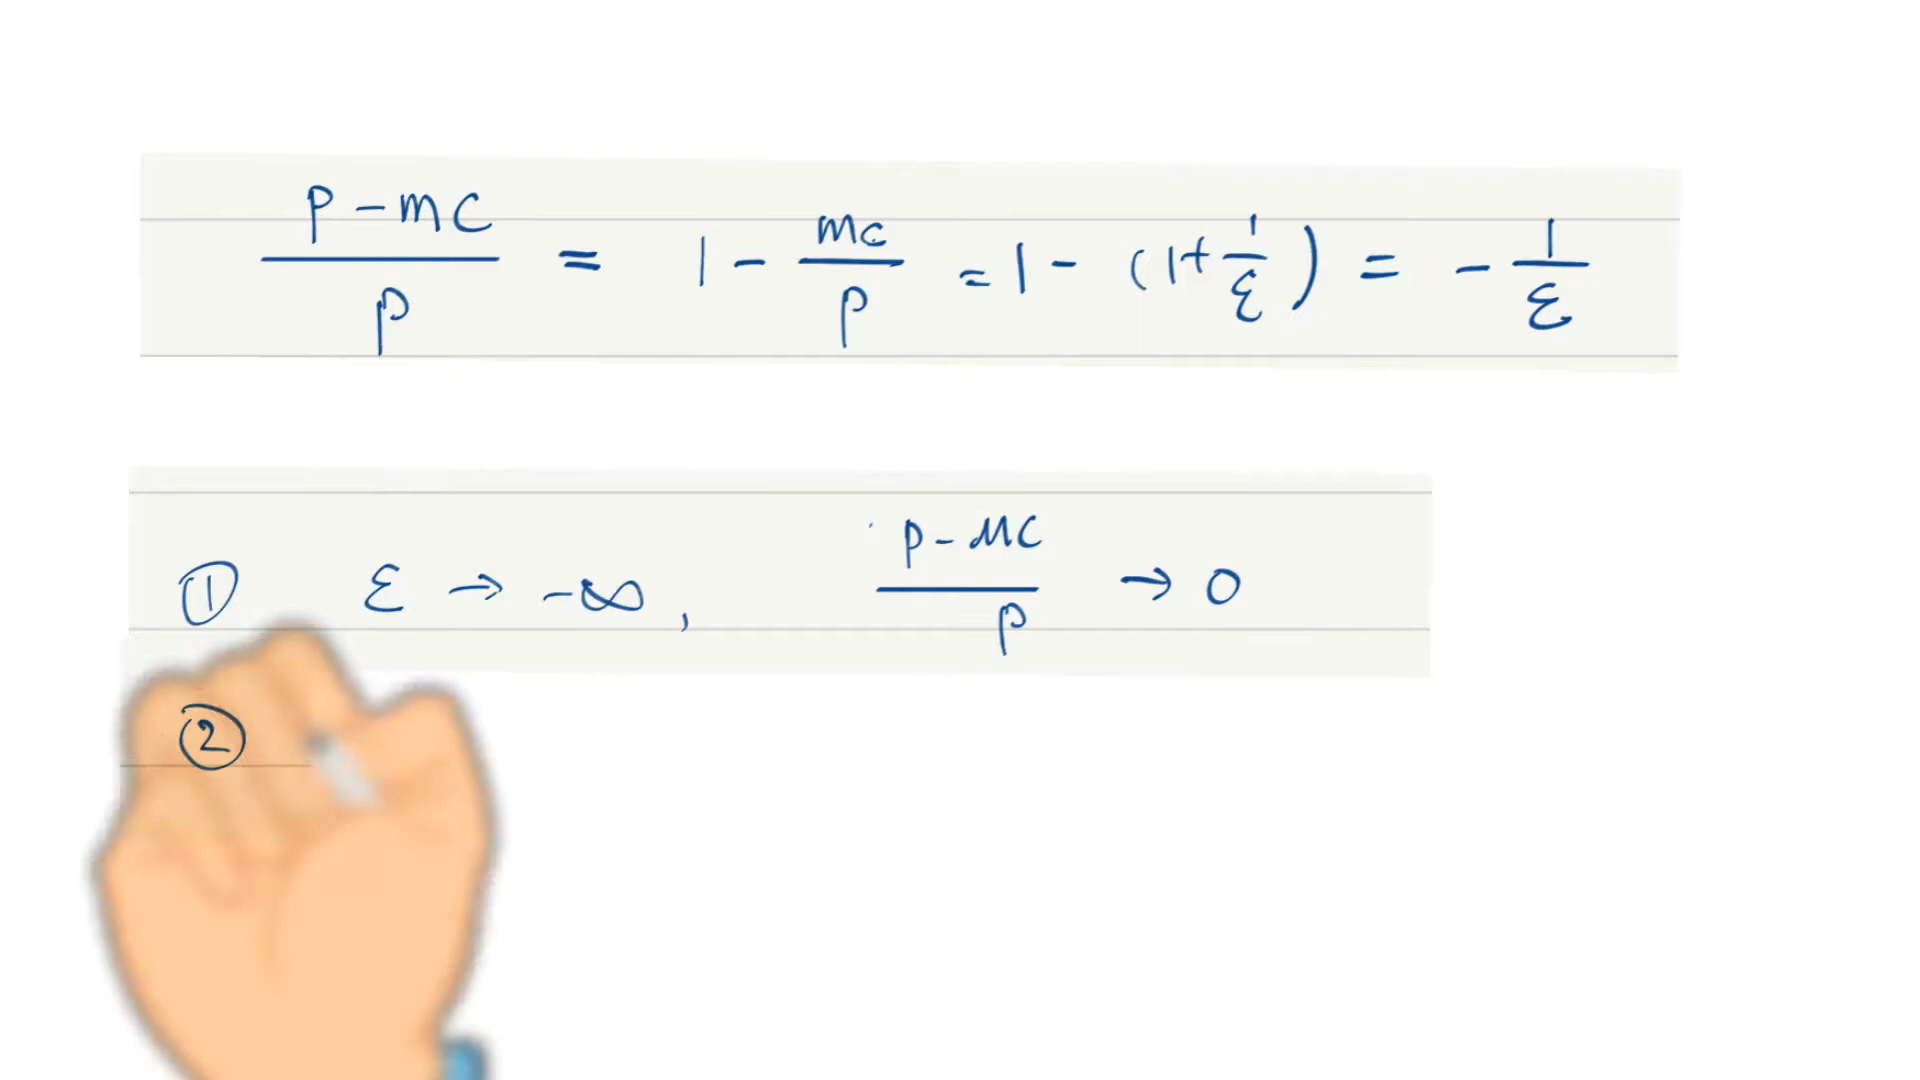 P - mc / P = 1 - mc / P = 1 - (1 + 1/ε) = - 1/ε
① ε → -∞, P - MC / P → 0
②